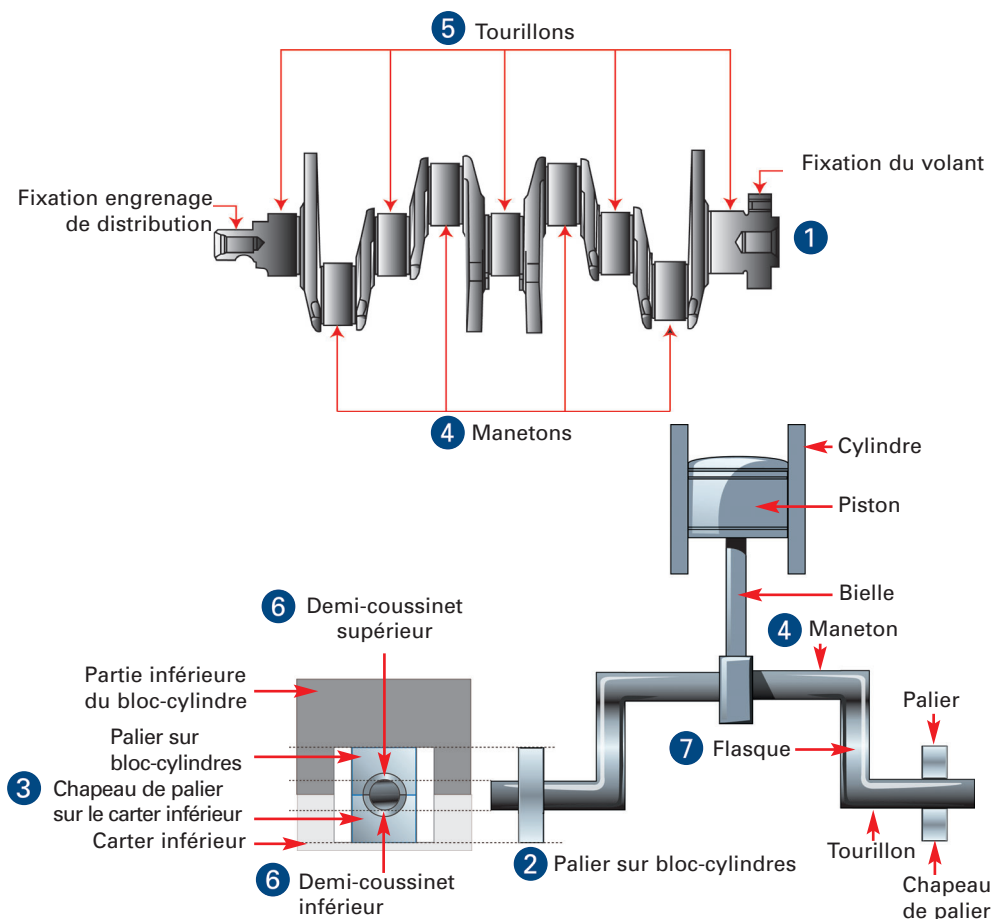 5 Tourillons
Fixation du volant
Fixation engrenage
de distribution
1
4 Manetons
Cylindre
Piston
Bielle
6 Demi-coussinet
supérieur
4 Maneton
Partie inférieure
du bloc-cylindre
Palier
Palier sur
bloc-cylindres
7 Flasque
3 Chapeau de palier
sur le carter inférieur
Carter inférieur
Tourillon
2 Palier sur bloc-cylindres
6 Demi-coussinet
inférieur
Chapeau
de palier